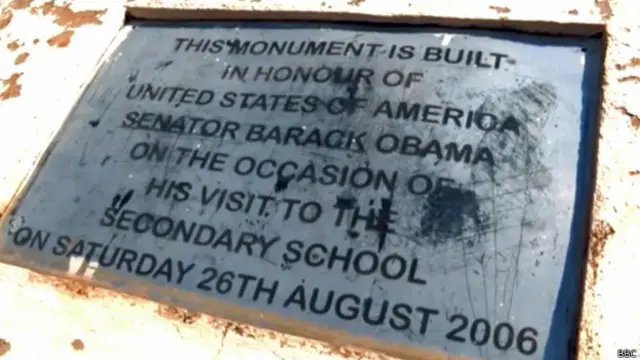 THIS MONUMENT IS BUILT
IN HONOUR OF
UNITED STATES OF AMERICA
SENATOR BARACK OBAMA
ON THE OCCASION OF
HIS VISIT TO THE
SECONDARY SCHOOL
ON SATURDAY 26TH AUGUST 2006
BBC